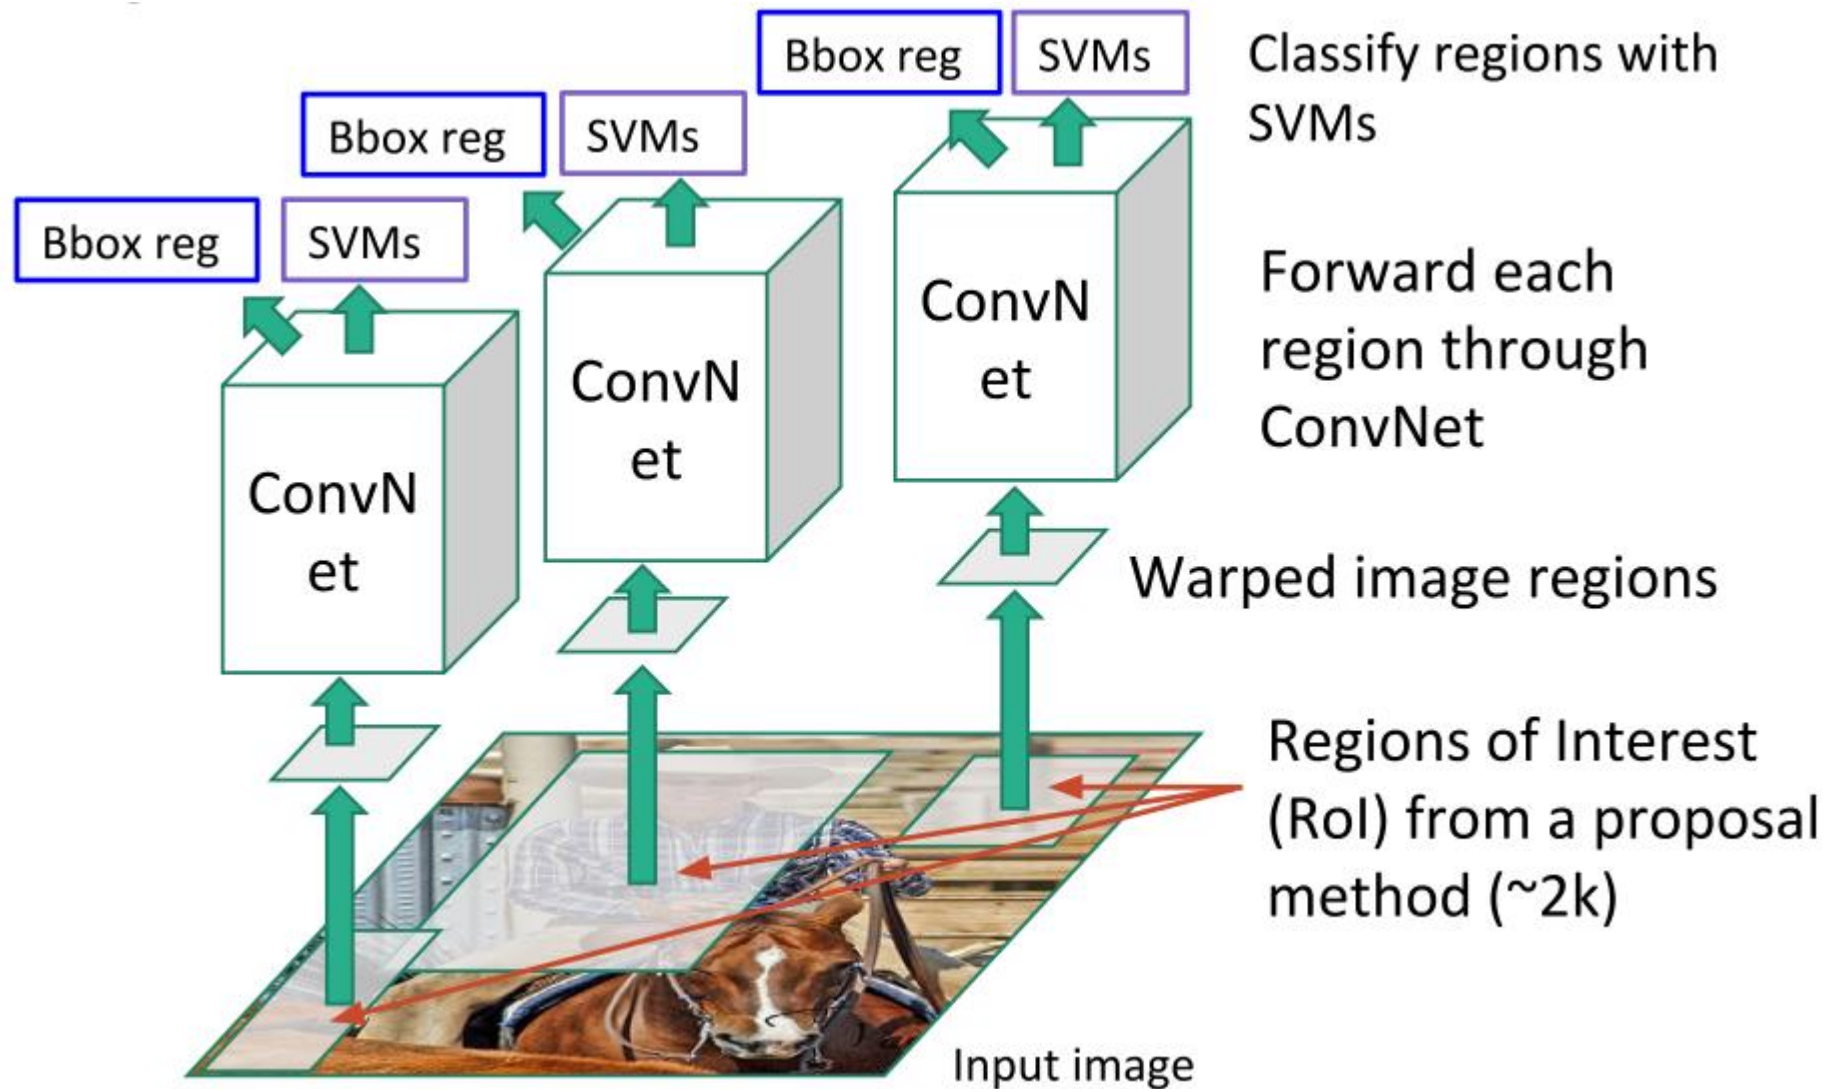 Bbox reg
SVMs
Classify regions with
SVMs
Bbox reg
SVMs
Bbox reg
SVMs
ConvN
et
Forward each
region through
ConvNet
ConvN
et
ConvN
et
Warped image regions
Regions of Interest
(RoI) from a proposal
method (~2k)
Input image